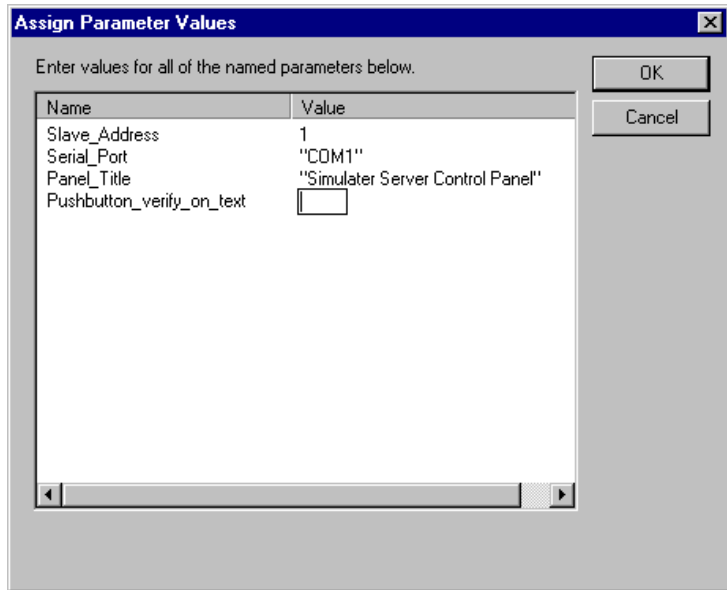 Assign Parameter Values
Enter values for all of the named parameters below.
OK
Cancel
Name Value
Slave_Address 1
Serial_Port "COM1"
Panel_Title "Simulater Server Control Panel"
Pushbutton_verify_on_text